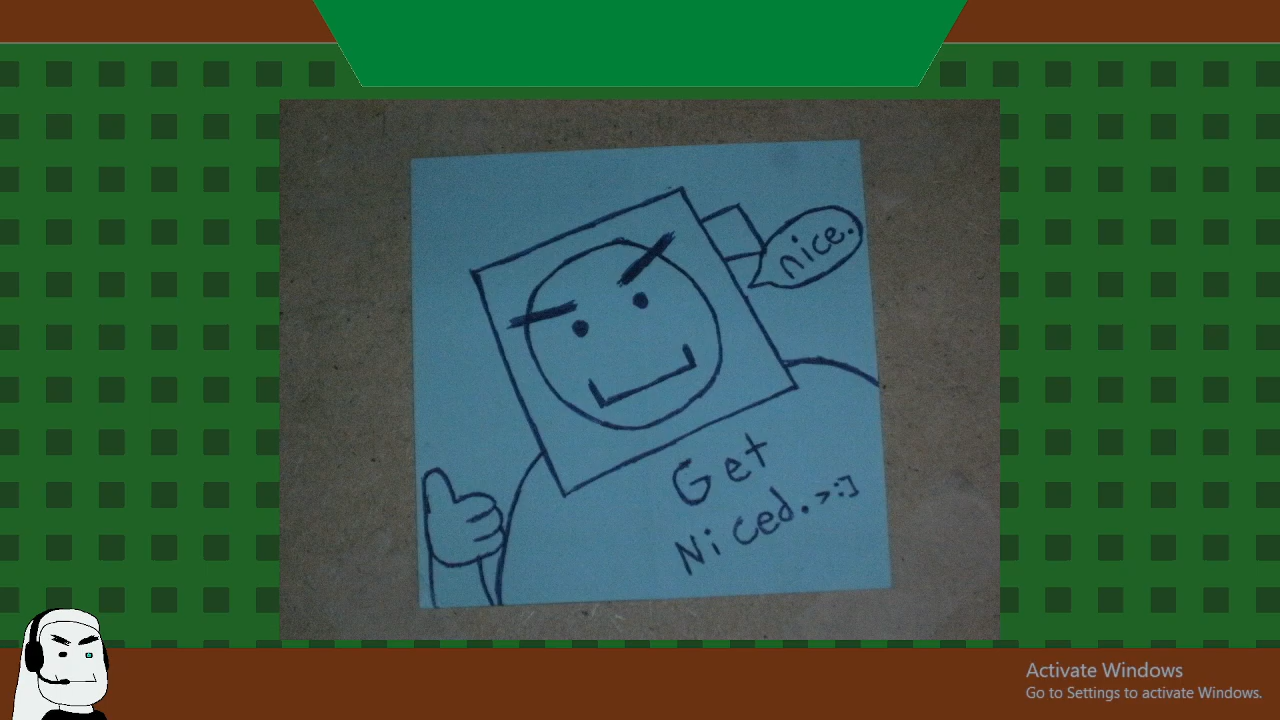 nice.
Get
Niced. >:]
Activate Windows
Go to Settings to activate Windows.